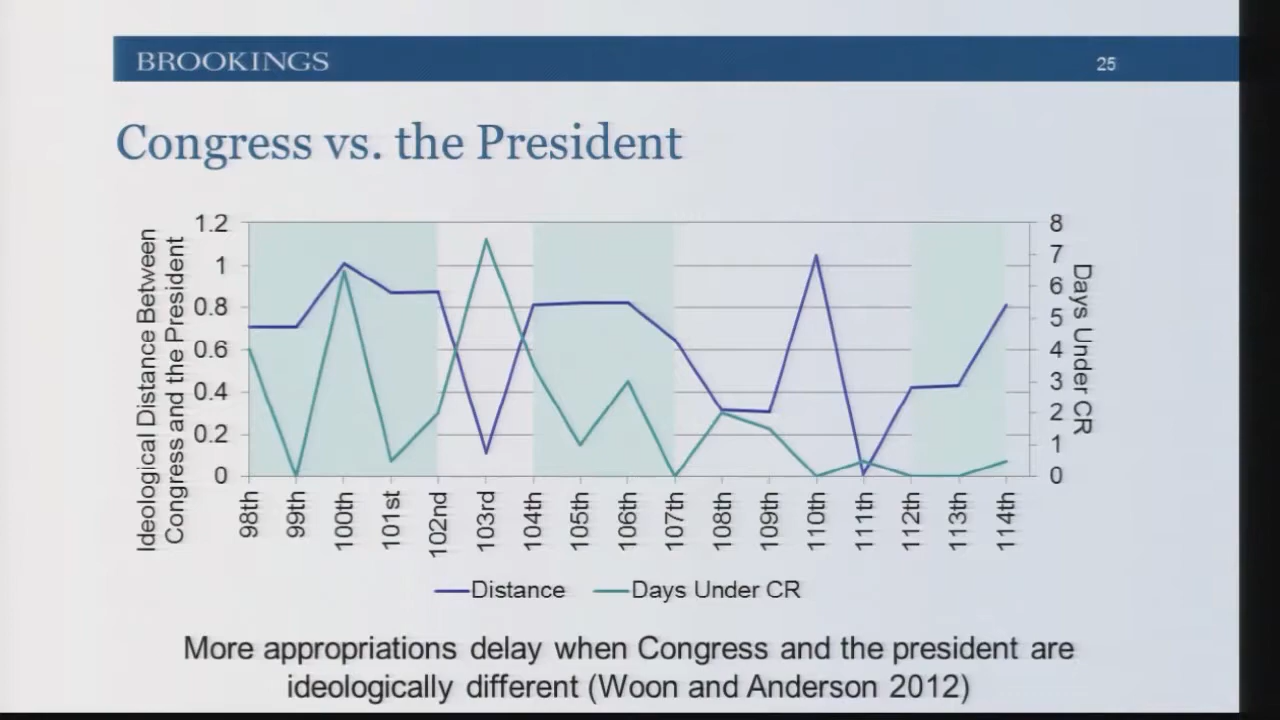 BROOKINGS
25
Congress vs. the President
Ideological Distance Between
Congress and the President
1.2
1
0.8
0.6
0.4
0.2
0
8
7
6
5
4
3
2
1
0
Days Under CR
98th
99th
100th
101st
102nd
103rd
104th
105th
106th
107th
108th
109th
110th
111th
112th
113th
114th
Distance
Days Under CR
More appropriations delay when Congress and the president are
ideologically different (Woon and Anderson 2012)